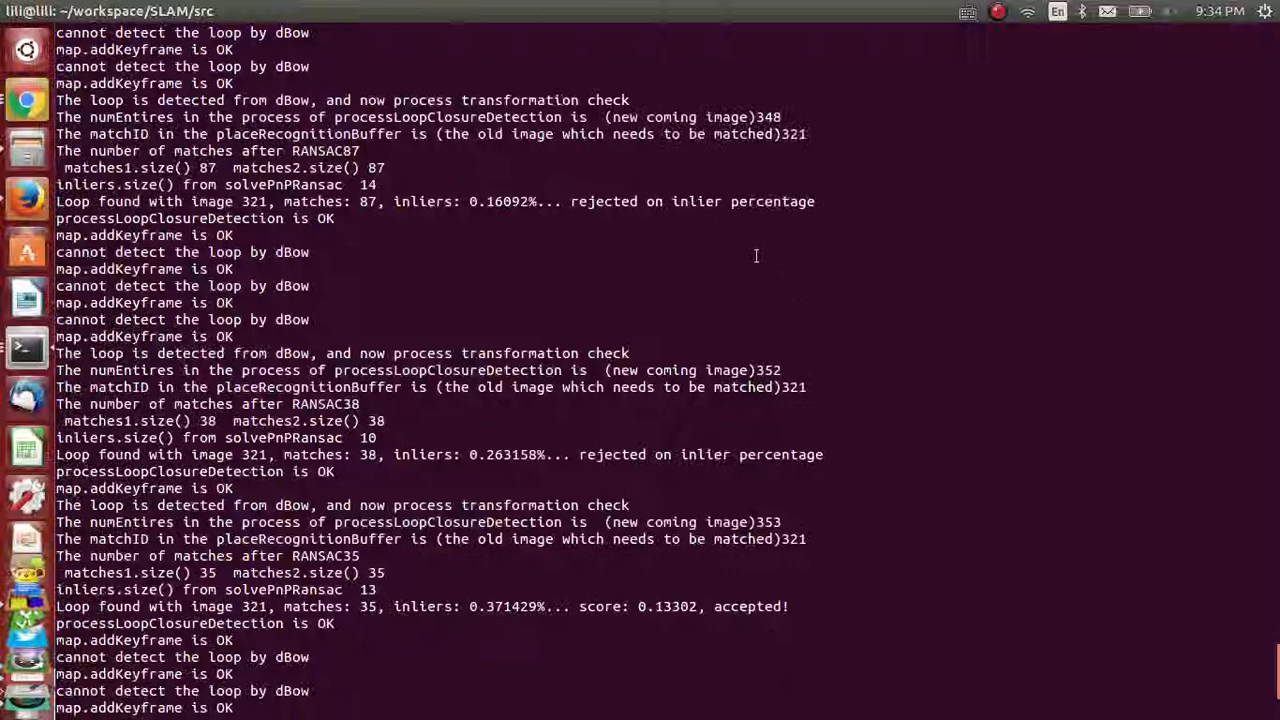 lili@lili: ~/workspace/SLAM/src
En
9:34 PM
cannot detect the loop by dBow
map.addKeyframe is OK
cannot detect the loop by dBow
map.addKeyframe is OK
The loop is detected from dBow, and now process transformation check
The numEntires in the process of processLoopClosureDetection is  (new coming image)348
The matchID in the placeRecognitionBuffer is (the old image which needs to be matched)321
The number of matches after RANSAC87
 matches1.size() 87  matches2.size() 87
inliers.size() from solvePnPRansac  14
Loop found with image 321, matches: 87, inliers: 0.16092%... rejected on inlier percentage
processLoopClosureDetection is OK
map.addKeyframe is OK
cannot detect the loop by dBow
map.addKeyframe is OK
cannot detect the loop by dBow
map.addKeyframe is OK
cannot detect the loop by dBow
map.addKeyframe is OK
The loop is detected from dBow, and now process transformation check
The numEntires in the process of processLoopClosureDetection is  (new coming image)352
The matchID in the placeRecognitionBuffer is (the old image which needs to be matched)321
The number of matches after RANSAC38
 matches1.size() 38  matches2.size() 38
inliers.size() from solvePnPRansac  10
Loop found with image 321, matches: 38, inliers: 0.263158%... rejected on inlier percentage
processLoopClosureDetection is OK
map.addKeyframe is OK
The loop is detected from dBow, and now process transformation check
The numEntires in the process of processLoopClosureDetection is  (new coming image)353
The matchID in the placeRecognitionBuffer is (the old image which needs to be matched)321
The number of matches after RANSAC35
 matches1.size() 35  matches2.size() 35
inliers.size() from solvePnPRansac  13
Loop found with image 321, matches: 35, inliers: 0.371429%... score: 0.13302, accepted!
processLoopClosureDetection is OK
map.addKeyframe is OK
cannot detect the loop by dBow
map.addKeyframe is OK
cannot detect the loop by dBow
map.addKeyframe is OK